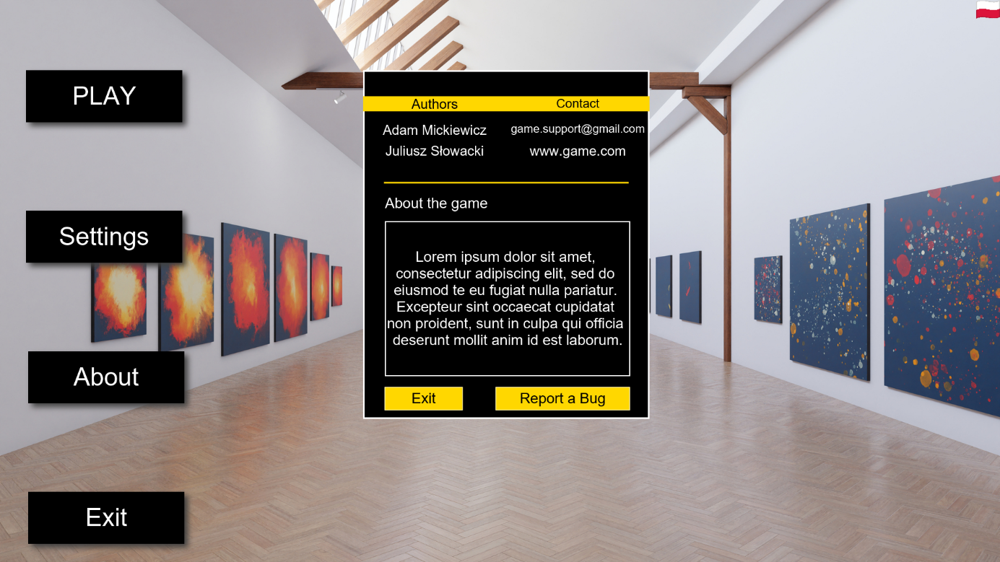 PLAY
Settings
About
Exit
Authors
Contact
Adam Mickiewicz
game.support@gmail.com
Juliusz Słowacki
www.game.com
About the game
Lorem ipsum dolor sit amet,
consectetur adipiscing elit, sed do
eiusmod te eu fugiat nulla pariatur.
Excepteur sint occaecat cupidatat
non proident, sunt in culpa qui officia
deserunt mollit anim id est laborum.
Exit
Report a Bug